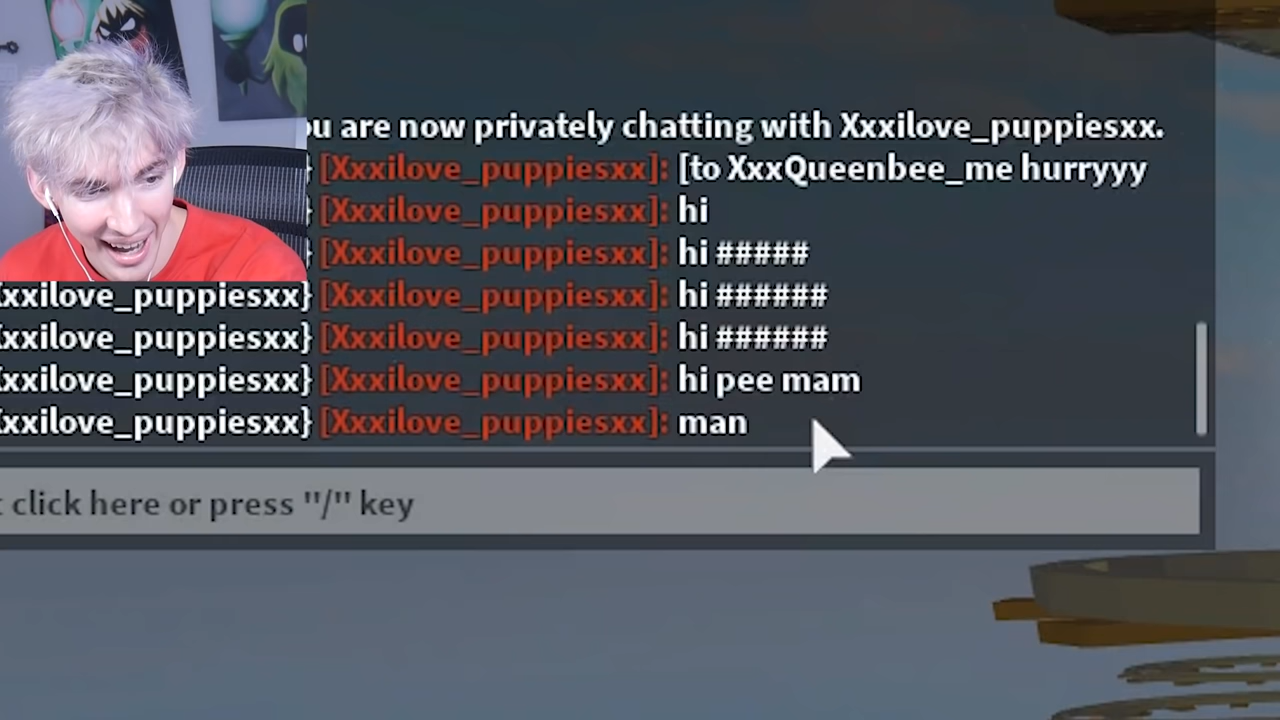 ou are now privately chatting with Xxxilove_puppiesxx.
} [Xxxilove_puppiesxx]: [to XxxQueenbee_me hurryyy
} [Xxxilove_puppiesxx]: hi
} [Xxxilove_puppiesxx]: hi #####
xxilove_puppiesxx} [Xxxilove_puppiesxx]: hi ######
xxilove_puppiesxx} [Xxxilove_puppiesxx]: hi ######
xxilove_puppiesxx} [Xxxilove_puppiesxx]: hi pee mam
xxilove_puppiesxx} [Xxxilove_puppiesxx]: man
click here or press "/" key